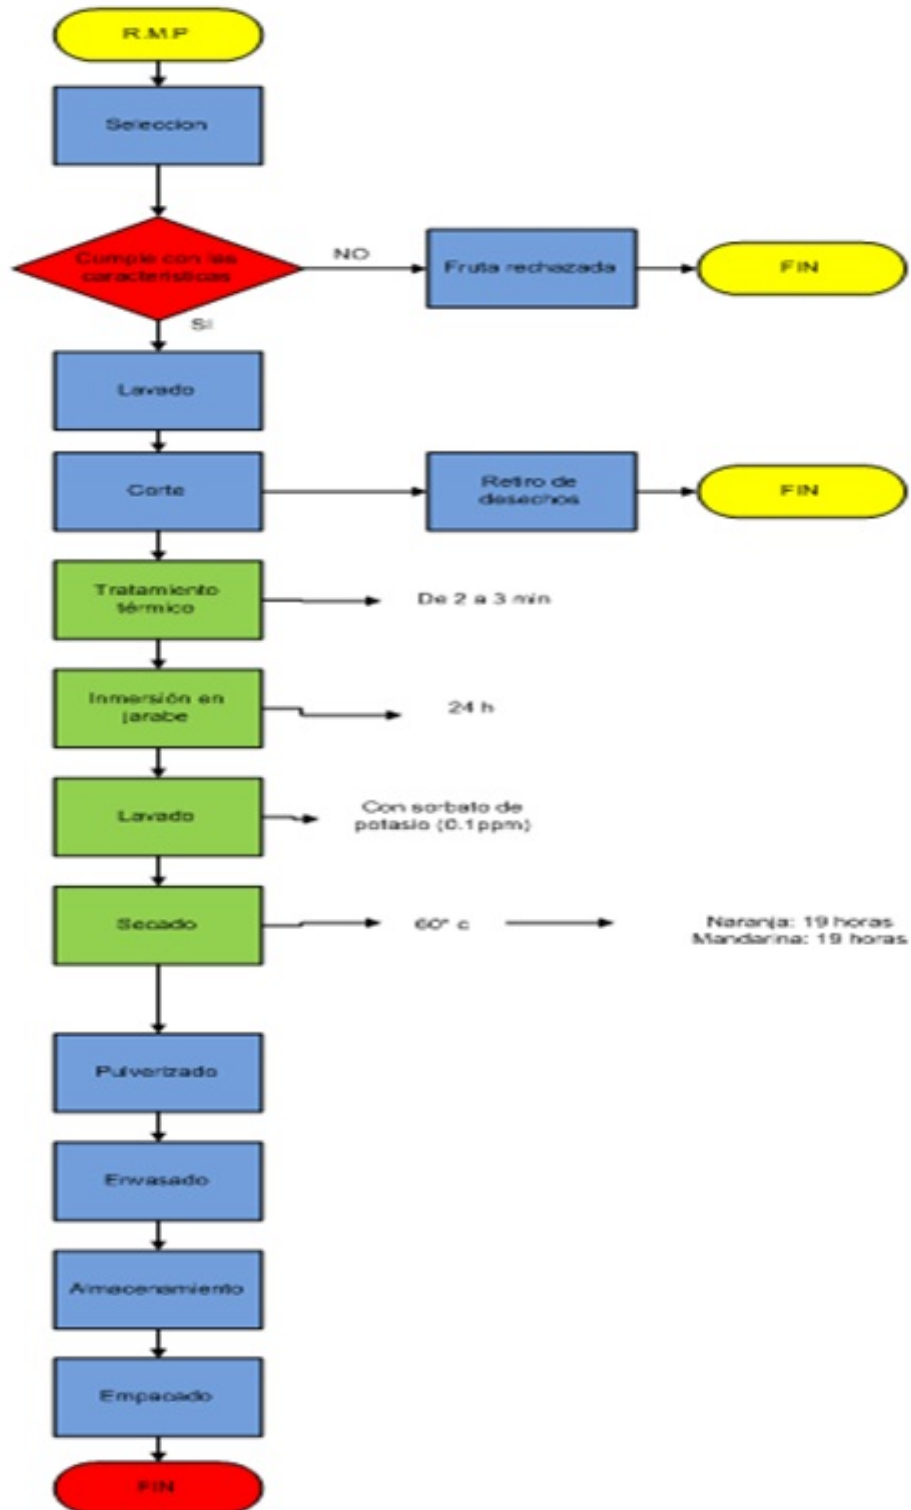 R.M.P
Seleccion
Cumple con las
caracteristicas
NO
Fruta rechazada
FIN
SI
Lavado
Corte
Retiro de
desechos
FIN
Tratamiento
térmico
De 2 a 3 min
Inmersión en
jarabe
24 h
Lavado
Con sorbato de
potasio (0.1ppm)
Secado
60° c
Naranja: 19 horas
Mandarina: 19 horas
Pulverizado
Envasado
Almacenamiento
Empacado
FIN